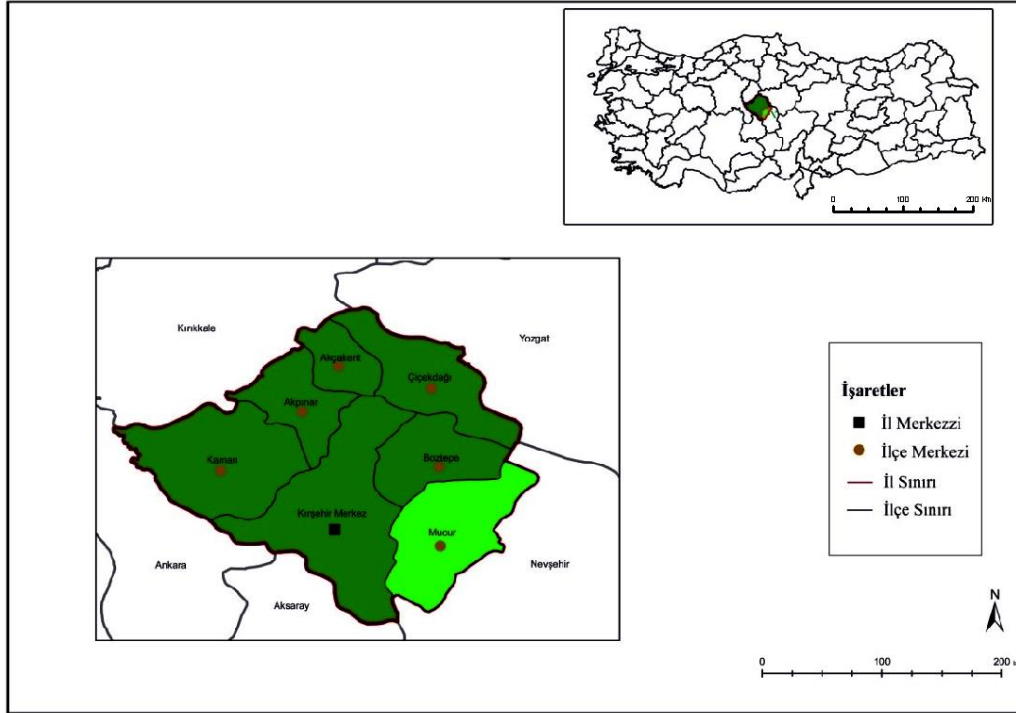 0 100 200 Km
Kırıkkale
Yozgat
Akçakent
Çiçekdağı
Akpınar
Kaman
Boztepe
Kırşehir Merkez
Mucur
Ankara
Aksaray
Nevşehir
İşaretler
İl Merkezzi
İlçe Merkezi
İl Sınırı
İlçe Sınırı
N
0 100 200